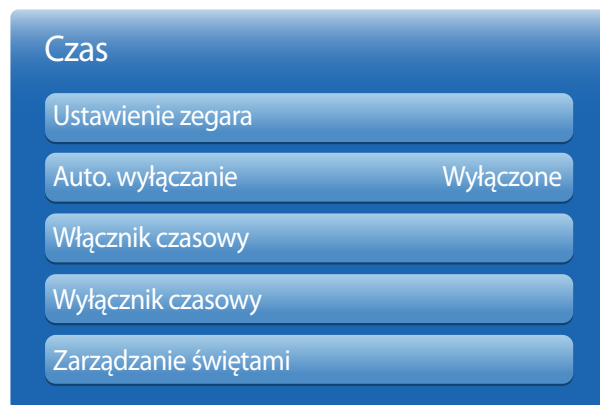 Czas
Ustawienie zegara
Auto. wyłączanie Wyłączone
Włącznik czasowy
Wyłącznik czasowy
Zarządzanie świętami